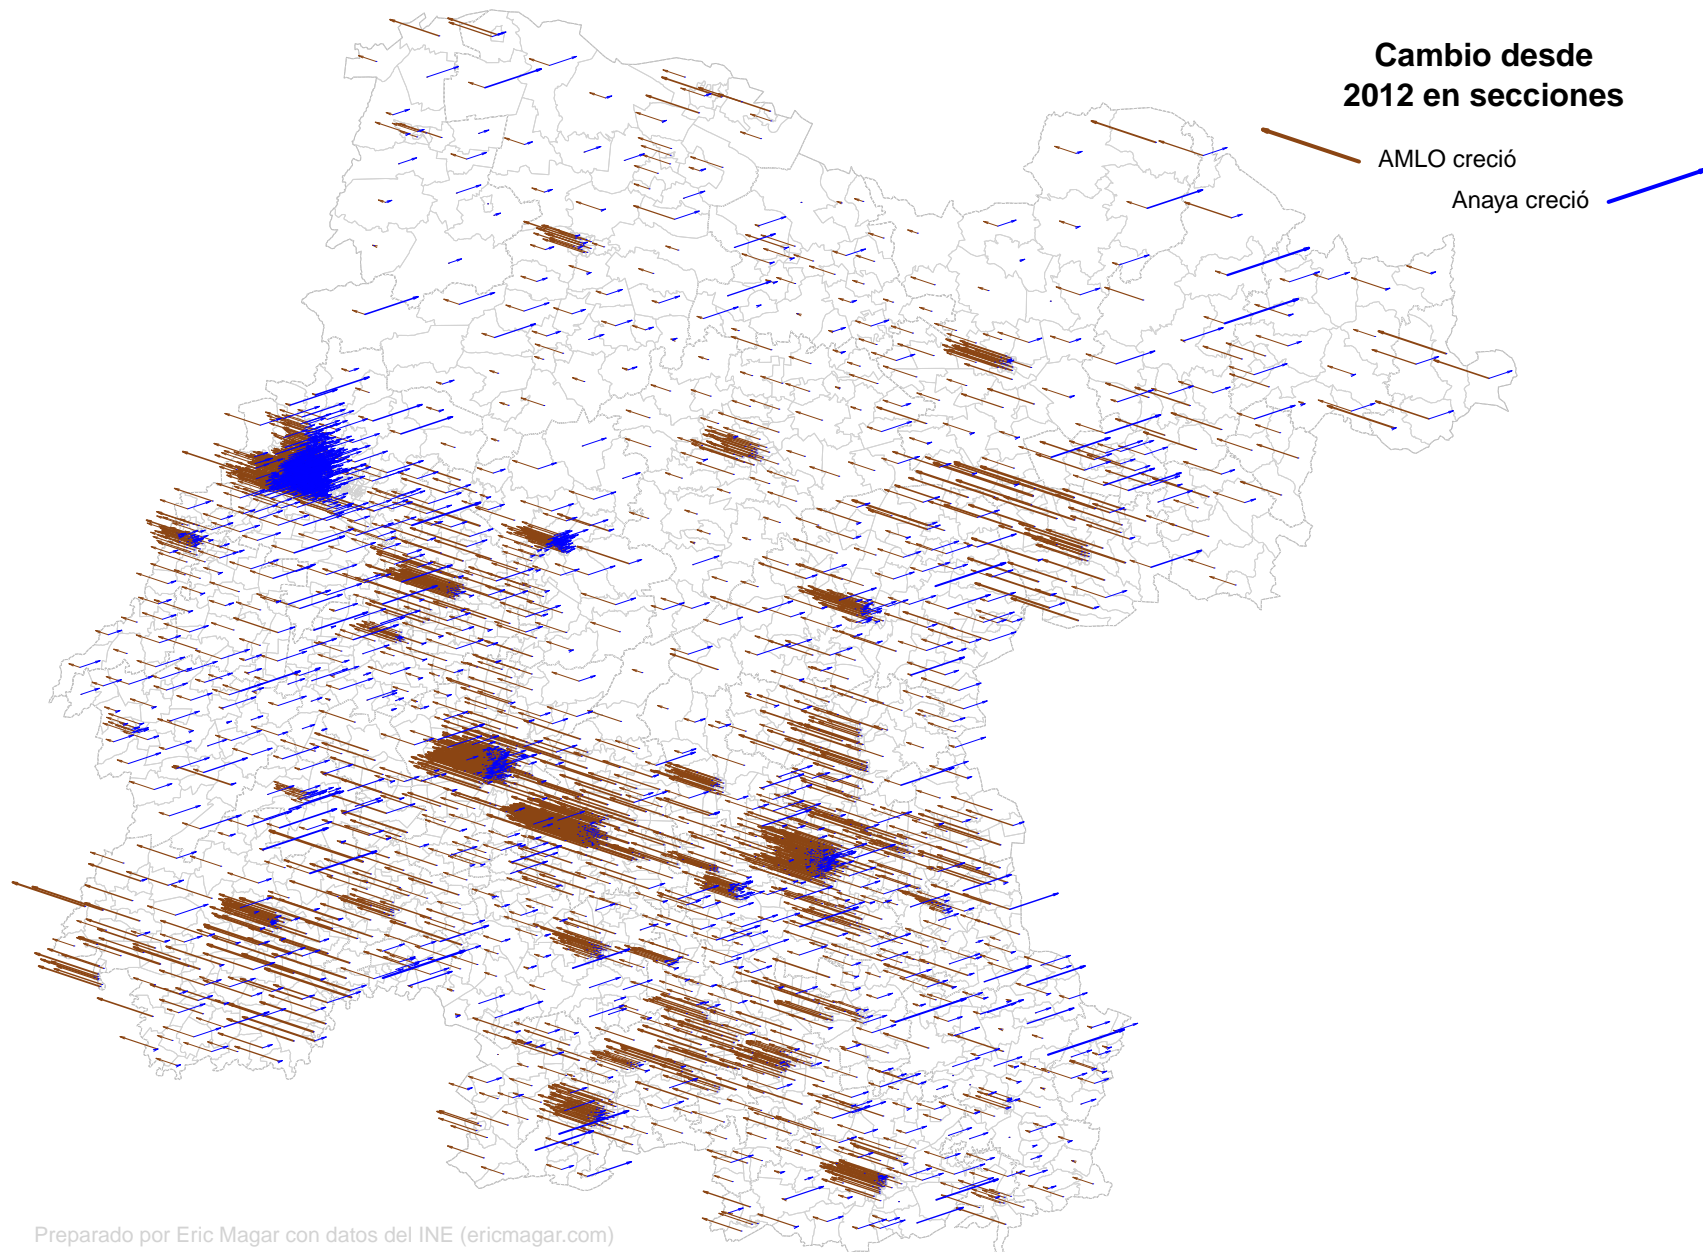 Cambio desde
2012 en secciones
AMLO creció
Anaya creció
Preparado por Eric Magar con datos del INE (ericmagar.com)